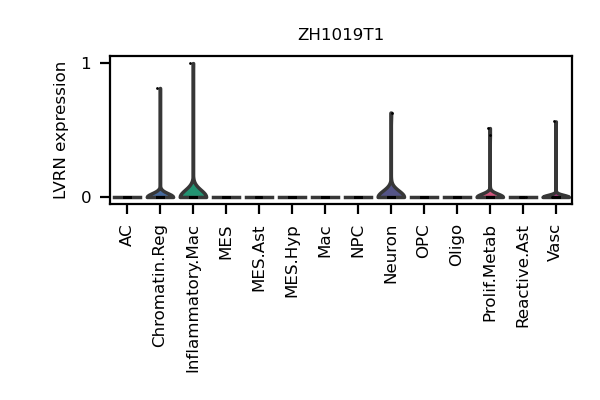 ZH1019T1
LVRN expression
1
0
AC
Chromatin.Reg
Inflammatory.Mac
MES
MES.Ast
MES.Hyp
Mac
NPC
Neuron
OPC
Oligo
Prolif.Metab
Reactive.Ast
Vasc